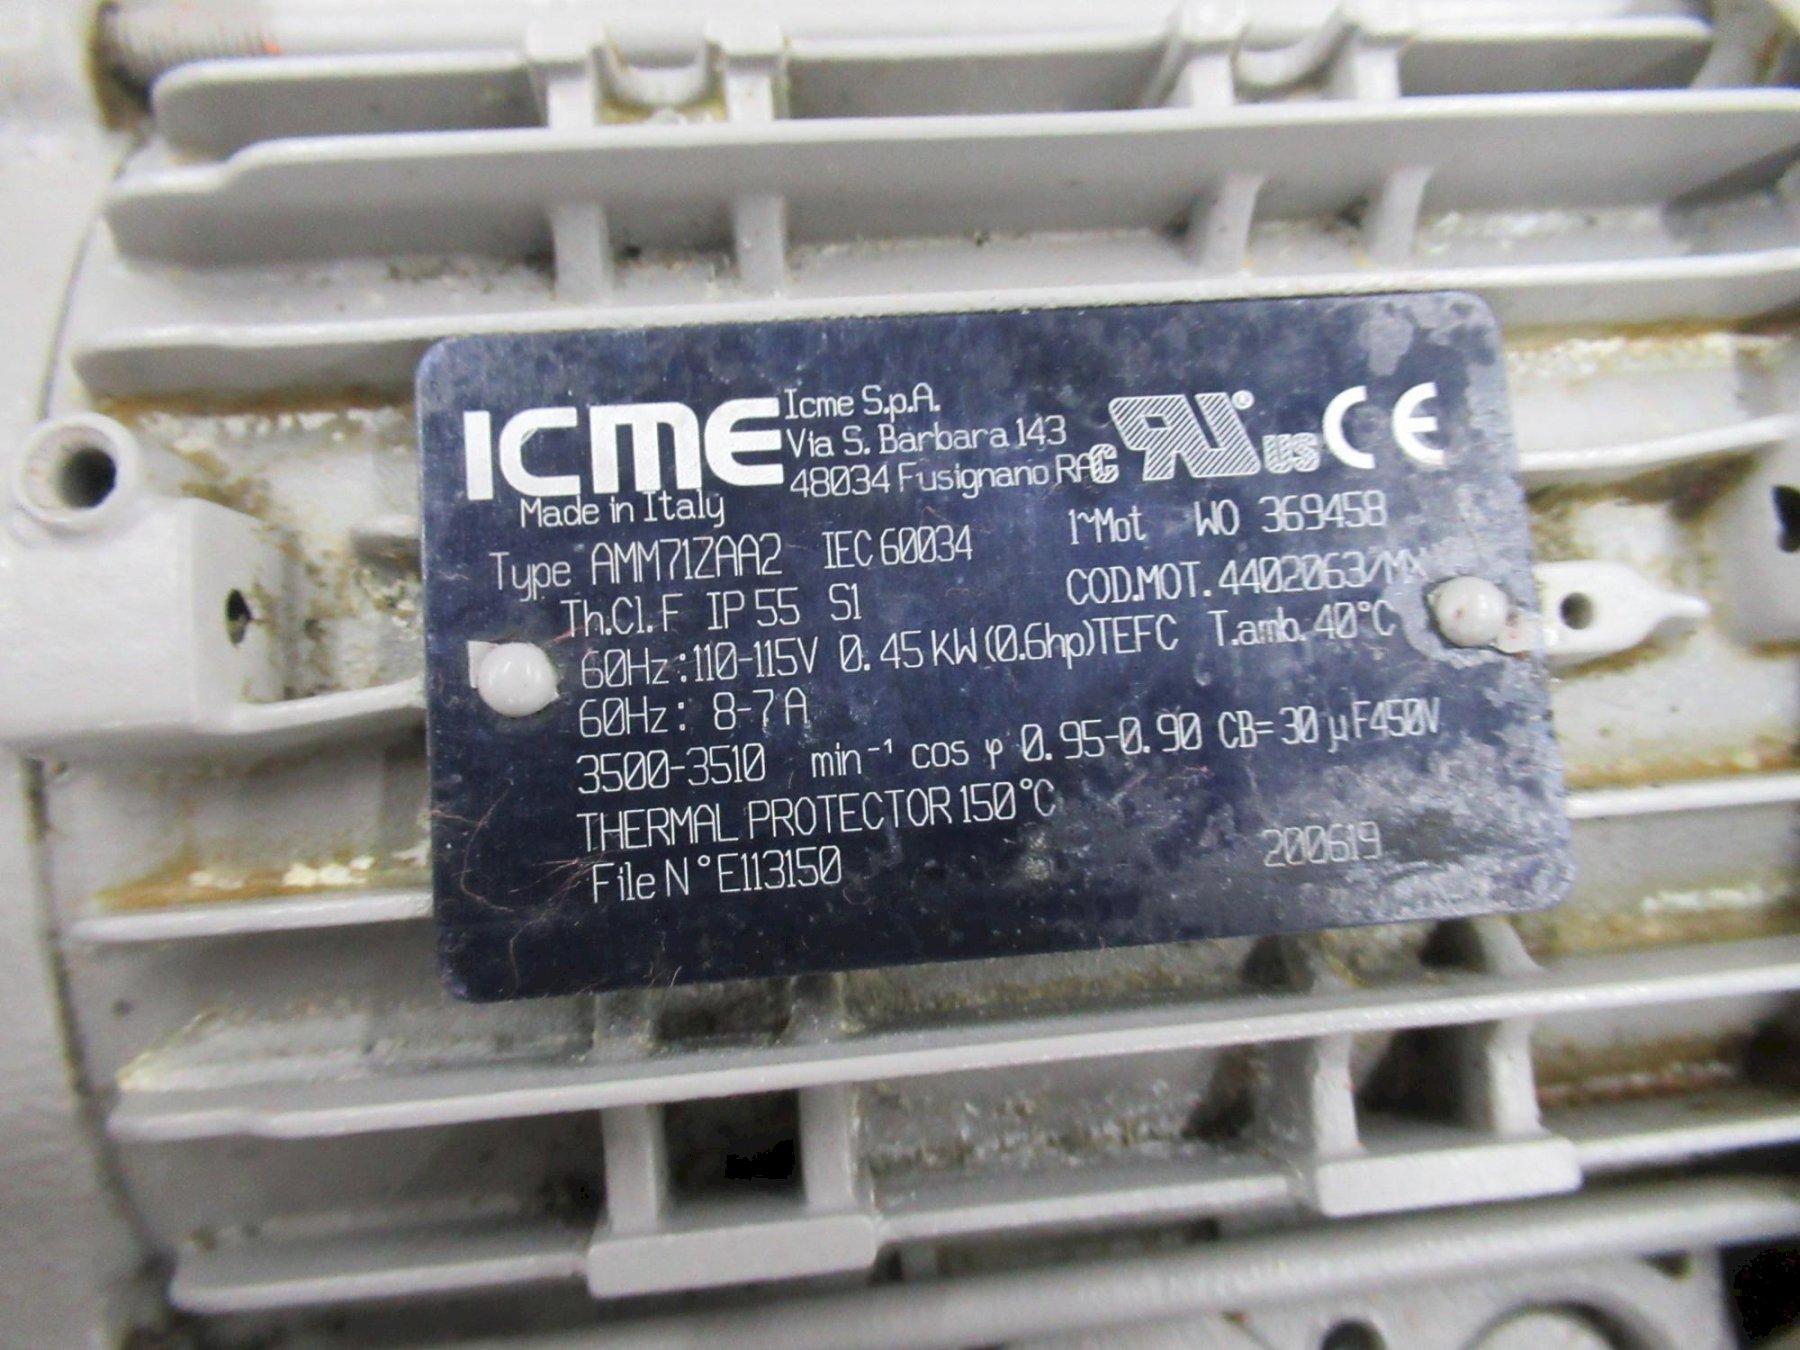 ICME
Icme S.p.A.
Via S. Barbara 143
48034 Fusignano RA
Made in Italy
c RU ® us CE
Type AMM71ZAA2 IEC 60034 1~Mot WO 369458
Th.Cl. F IP 55 S1 COD.MOT. 4402063/MX
60Hz: 110-115V 0.45 KW (0.6hp) TEFC T.amb. 40°C
60Hz: 8-7 A
3500-3510 min⁻¹ cos φ 0.95-0.90 CB= 30 µF450V
THERMAL PROTECTOR 150°C
File N°E113150 200619